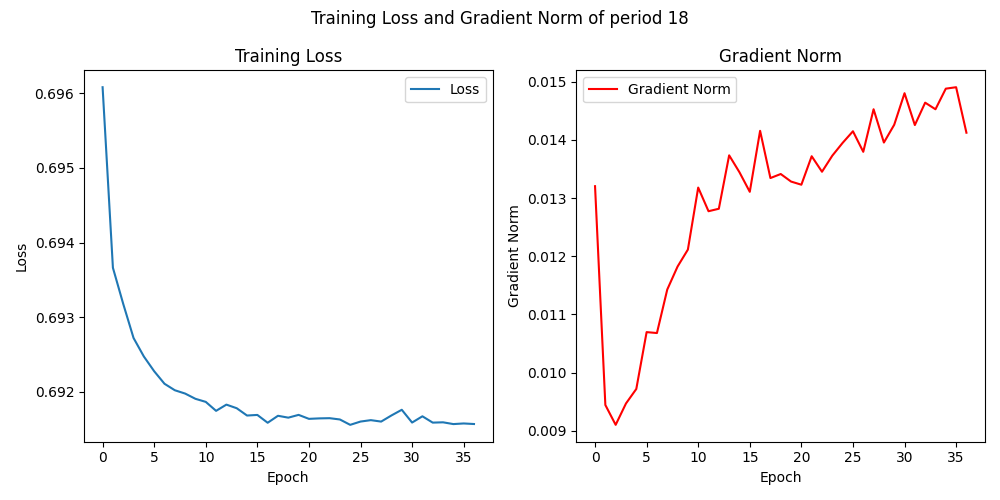 Training Loss and Gradient Norm of period 18
Training Loss
Loss
0.696
0.695
0.694
0.693
0.692
Loss
0 5 10 15 20 25 30 35
Epoch
Gradient Norm
Gradient Norm
0.015
0.014
0.013
0.012
0.011
0.010
0.009
Gradient Norm
0 5 10 15 20 25 30 35
Epoch